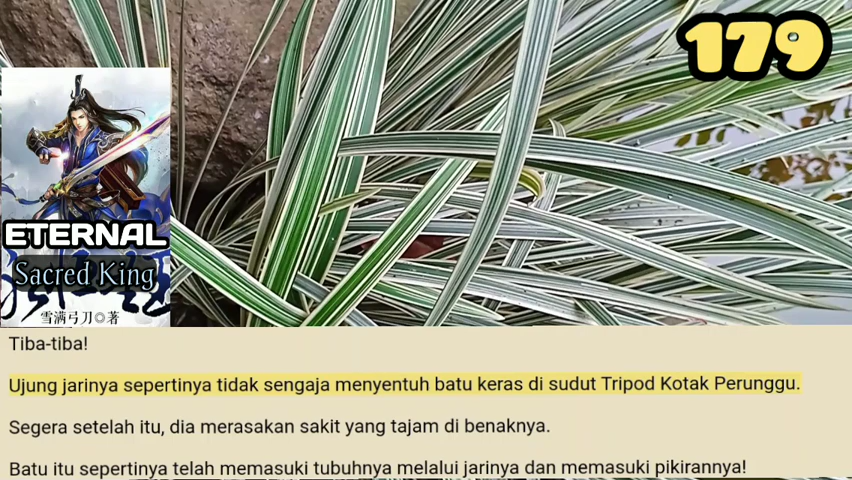 179
ETERNAL
Sacred King
雪满弓刀◎著
Tiba-tiba!
Ujung jarinya sepertinya tidak sengaja menyentuh batu keras di sudut Tripod Kotak Perunggu.
Segera setelah itu, dia merasakan sakit yang tajam di benaknya.
Batu itu sepertinya telah memasuki tubuhnya melalui jarinya dan memasuki pikirannya!